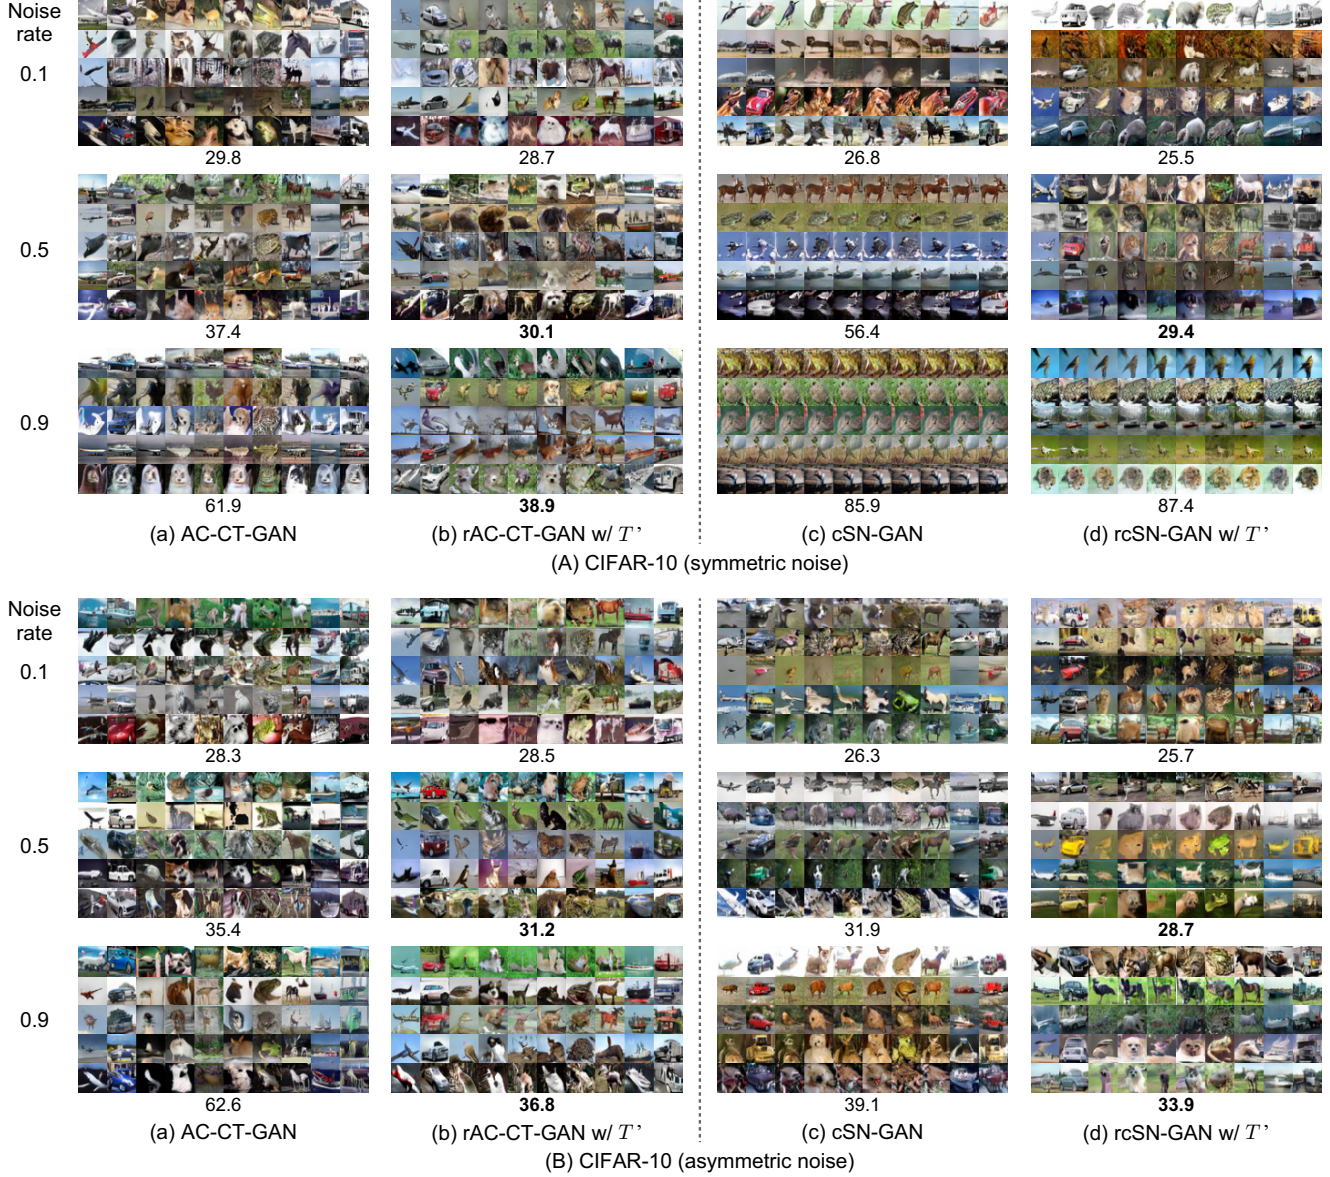 Noise
rate
0.1
29.8 28.7 26.8 25.5
0.5
37.4 30.1 56.4 29.4
0.9
61.9 38.9 85.9 87.4
(a) AC-CT-GAN (b) rAC-CT-GAN w/ T’ (c) cSN-GAN (d) rcSN-GAN w/ T’
(A) CIFAR-10 (symmetric noise)
Noise
rate
0.1
28.3 28.5 26.3 25.7
0.5
35.4 31.2 31.9 28.7
0.9
62.6 36.8 39.1 33.9
(a) AC-CT-GAN (b) rAC-CT-GAN w/ T’ (c) cSN-GAN (d) rcSN-GAN w/ T’
(B) CIFAR-10 (asymmetric noise)